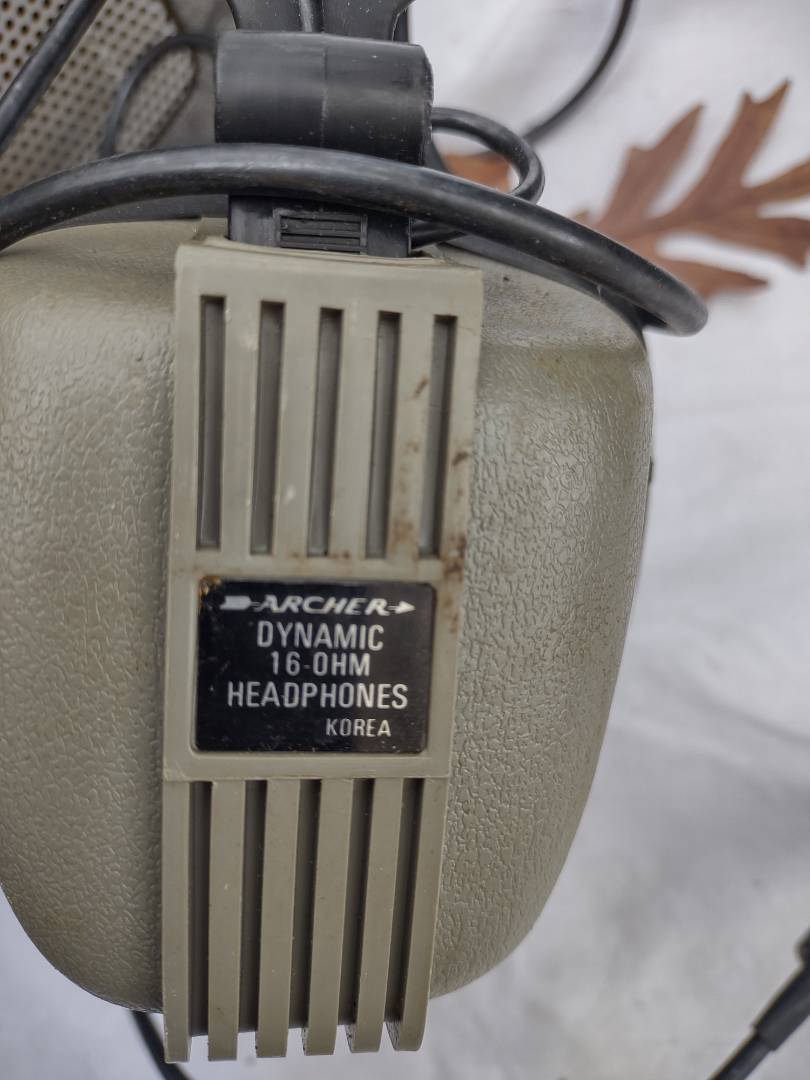 ARCHER
DYNAMIC
16-OHM
HEADPHONES
KOREA